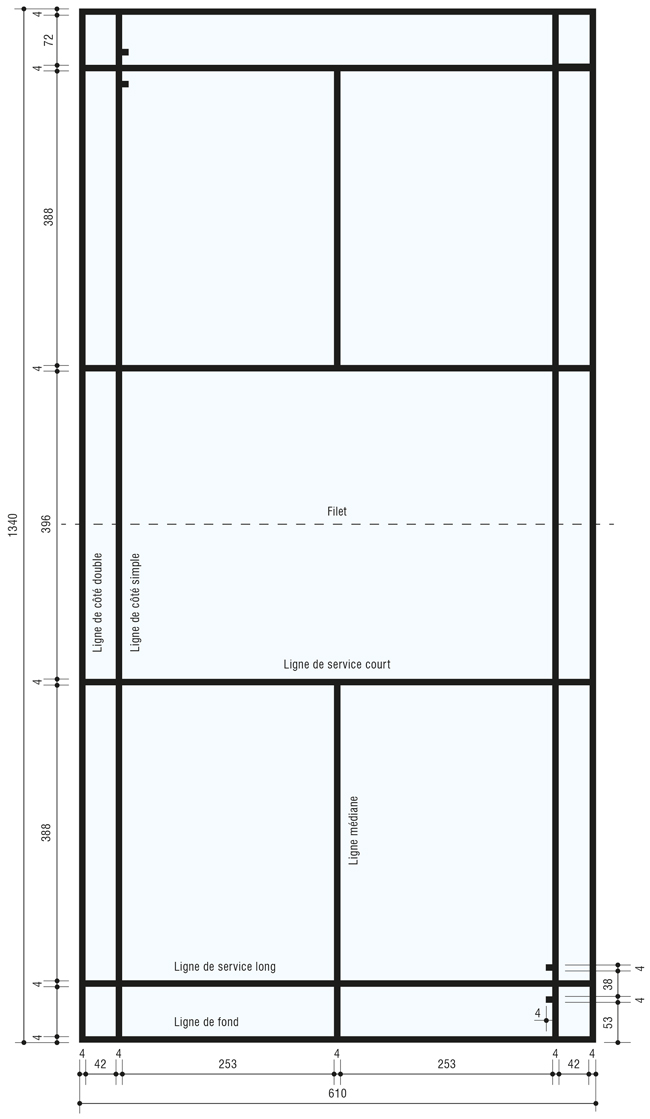 4
72
4
388
4
1340
396
Filet
Ligne de côté double
Ligne de côté simple
Ligne de service court
4
388
Ligne médiane
Ligne de service long
4
4
38
4
4
53
Ligne de fond
4
4 4 4 4 4
42 253 253 42
610